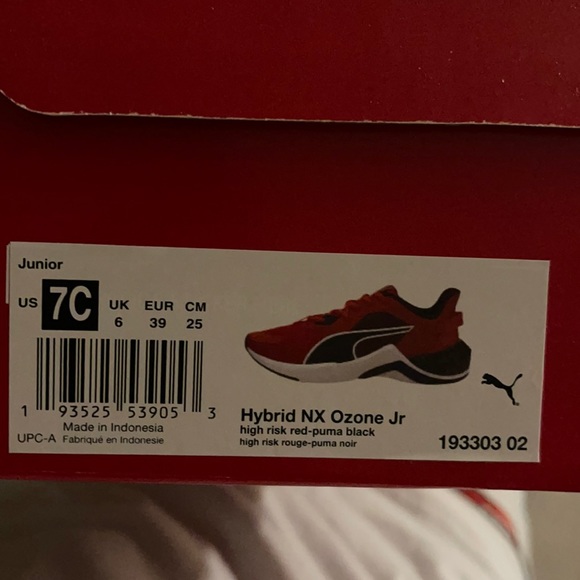 Junior
US 7C UK 6 EUR 39 CM 25
1 93525 53905 3
Made in Indonesia
UPC-A Fabriqué en Indonesie
Hybrid NX Ozone Jr
high risk red-puma black
high risk rouge-puma noir
193303 02